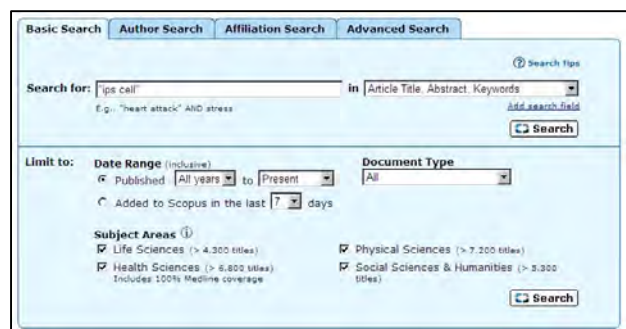 Basic Search Author Search Affiliation Search Advanced Search
Search tips
Search for: "ips cell" in Article Title, Abstract, Keywords
E.g., "heart attack" AND stress Add search field
Search
Limit to: Date Range (inclusive) Document Type
Published All years to Present All
Added to Scopus in the last 7 days
Subject Areas
Life Sciences (> 4,300 titles) Physical Sciences (> 7,200 titles)
Health Sciences (> 6,800 titles) Social Sciences & Humanities (> 5,300
Includes 100% Medline coverage titles)
Search